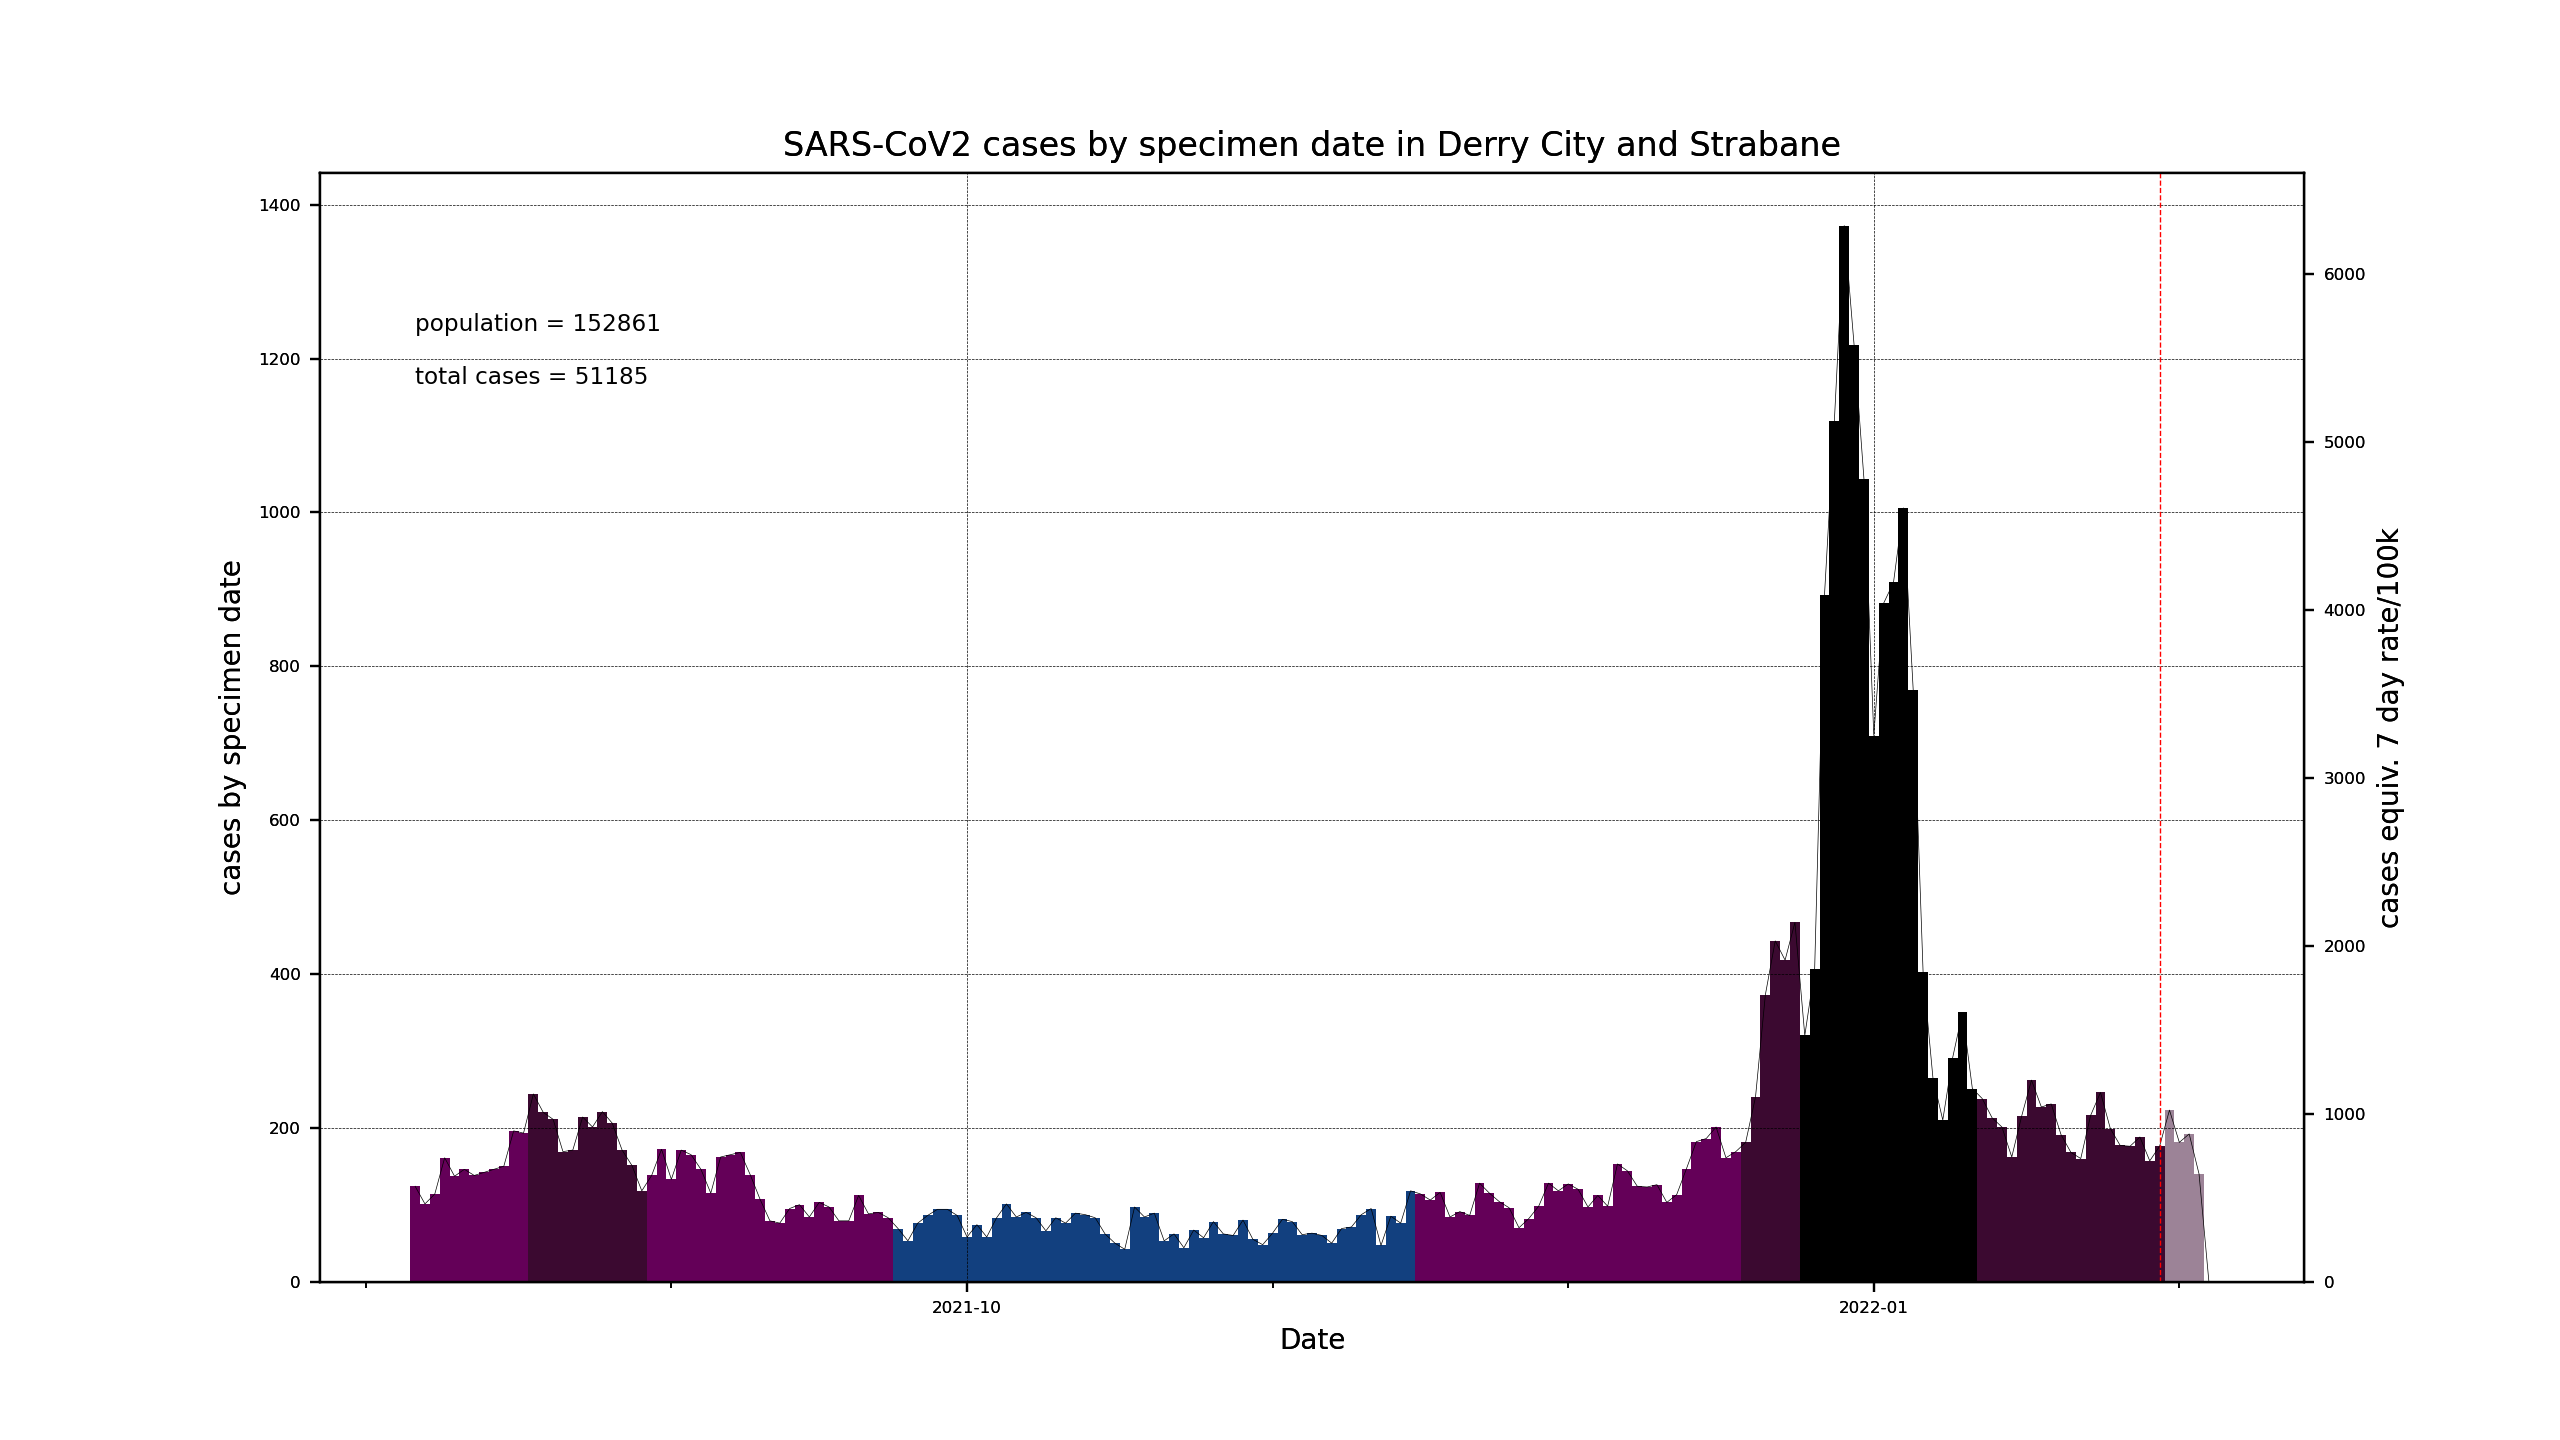 SARS-CoV2 cases by specimen date in Derry City and Strabane
population = 152861
total cases = 51185
cases by specimen date
1400
1200
1000
800
600
400
200
0
6000
5000
4000
3000
2000
1000
0
cases equiv. 7 day rate/100k
2021-10
2022-01
Date